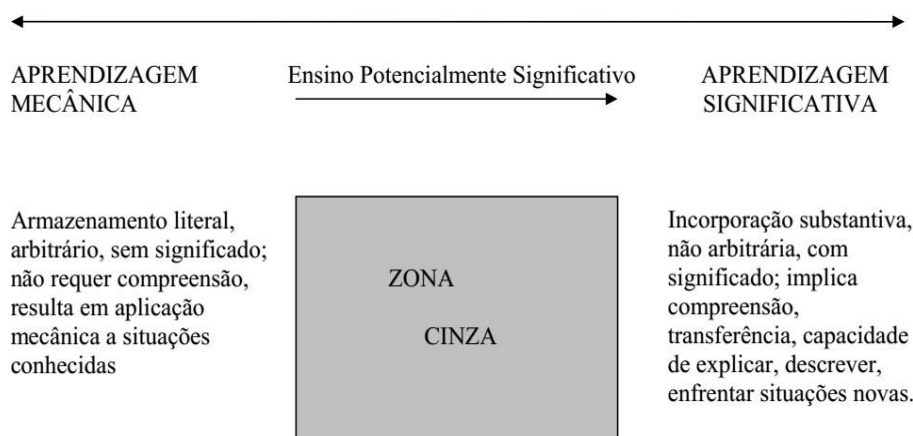 APRENDIZAGEM
MECÂNICA
Ensino Potencialmente Significativo
APRENDIZAGEM
SIGNIFICATIVA
Armazenamento literal,
arbitrário, sem significado;
não requer compreensão,
resulta em aplicação
mecânica a situações
conhecidas
ZONA
CINZA
Incorporação substantiva,
não arbitrária, com
significado; implica
compreensão,
transferência, capacidade
de explicar, descrever,
enfrentar situações novas.